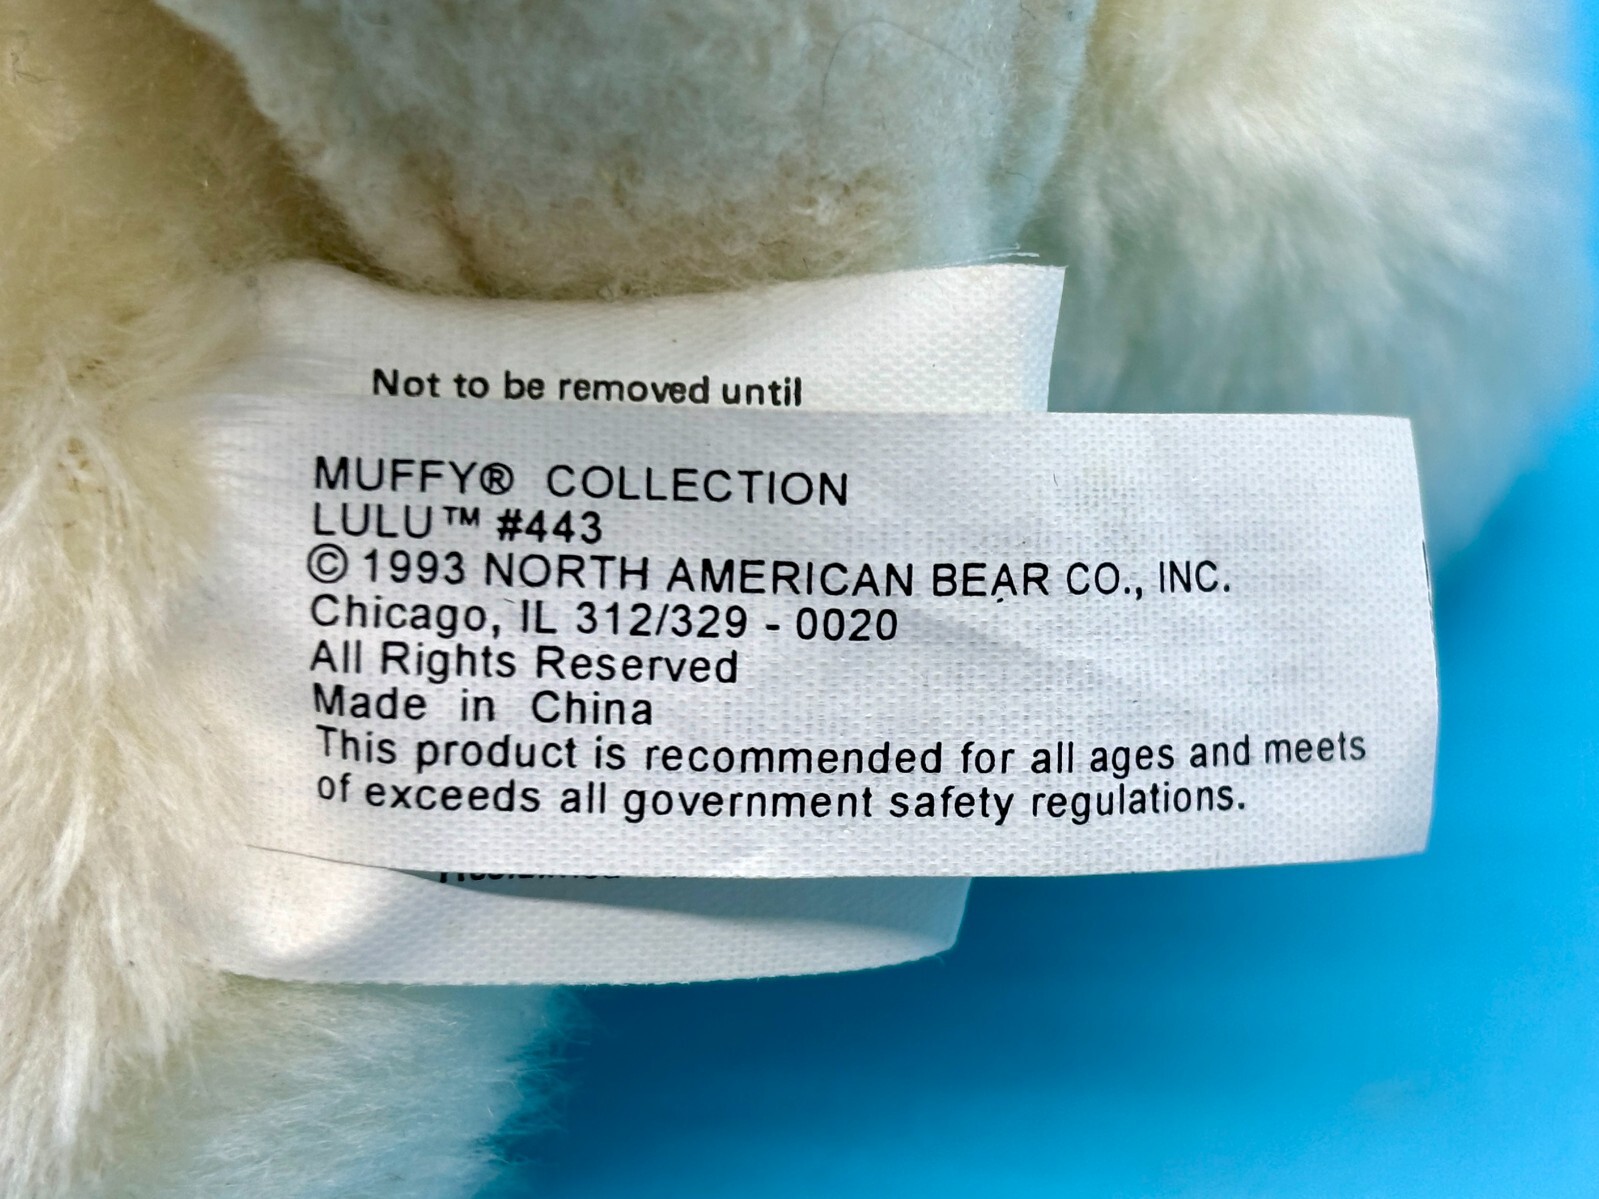 Not to be removed until
MUFFY® COLLECTION
LULU™ #443
© 1993 NORTH AMERICAN BEAR CO., INC.
Chicago, IL 312/329 - 0020
All Rights Reserved
Made in China
This product is recommended for all ages and meets
of exceeds all government safety regulations.